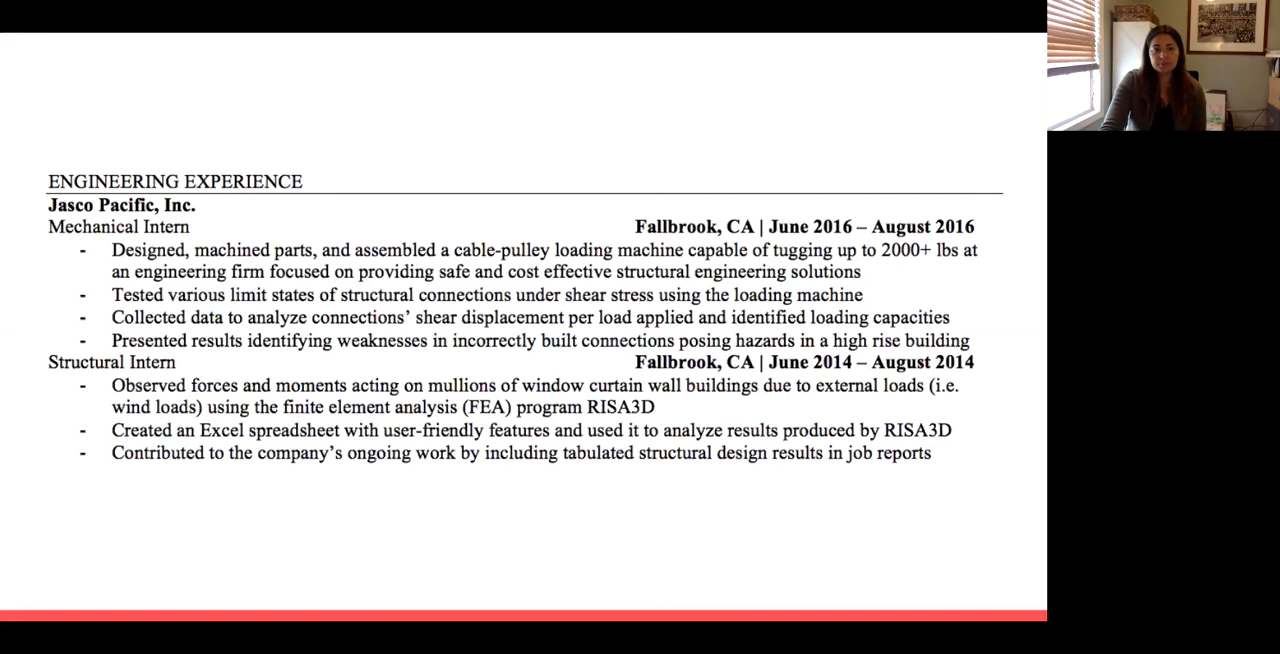 ENGINEERING EXPERIENCE
Jasco Pacific, Inc.
Mechanical Intern Fallbrook, CA | June 2016 – August 2016
- Designed, machined parts, and assembled a cable-pulley loading machine capable of tugging up to 2000+ lbs at
an engineering firm focused on providing safe and cost effective structural engineering solutions
- Tested various limit states of structural connections under shear stress using the loading machine
- Collected data to analyze connections’ shear displacement per load applied and identified loading capacities
- Presented results identifying weaknesses in incorrectly built connections posing hazards in a high rise building
Structural Intern Fallbrook, CA | June 2014 – August 2014
- Observed forces and moments acting on mullions of window curtain wall buildings due to external loads (i.e.
wind loads) using the finite element analysis (FEA) program RISA3D
- Created an Excel spreadsheet with user-friendly features and used it to analyze results produced by RISA3D
- Contributed to the company’s ongoing work by including tabulated structural design results in job reports